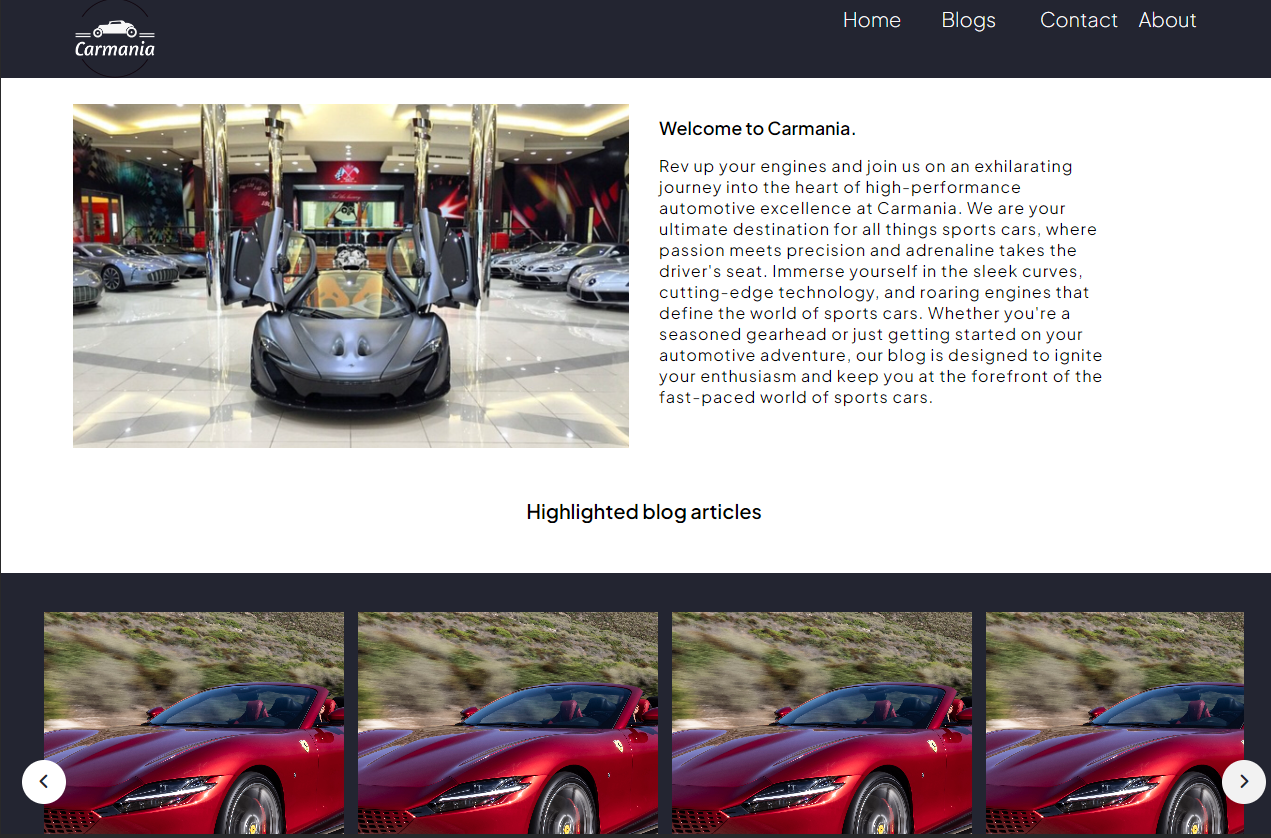 Carmania
Home Blogs Contact About
Welcome to Carmania.
Rev up your engines and join us on an exhilarating
journey into the heart of high-performance
automotive excellence at Carmania. We are your
ultimate destination for all things sports cars, where
passion meets precision and adrenaline takes the
driver's seat. Immerse yourself in the sleek curves,
cutting-edge technology, and roaring engines that
define the world of sports cars. Whether you're a
seasoned gearhead or just getting started on your
automotive adventure, our blog is designed to ignite
your enthusiasm and keep you at the forefront of the
fast-paced world of sports cars.
Highlighted blog articles